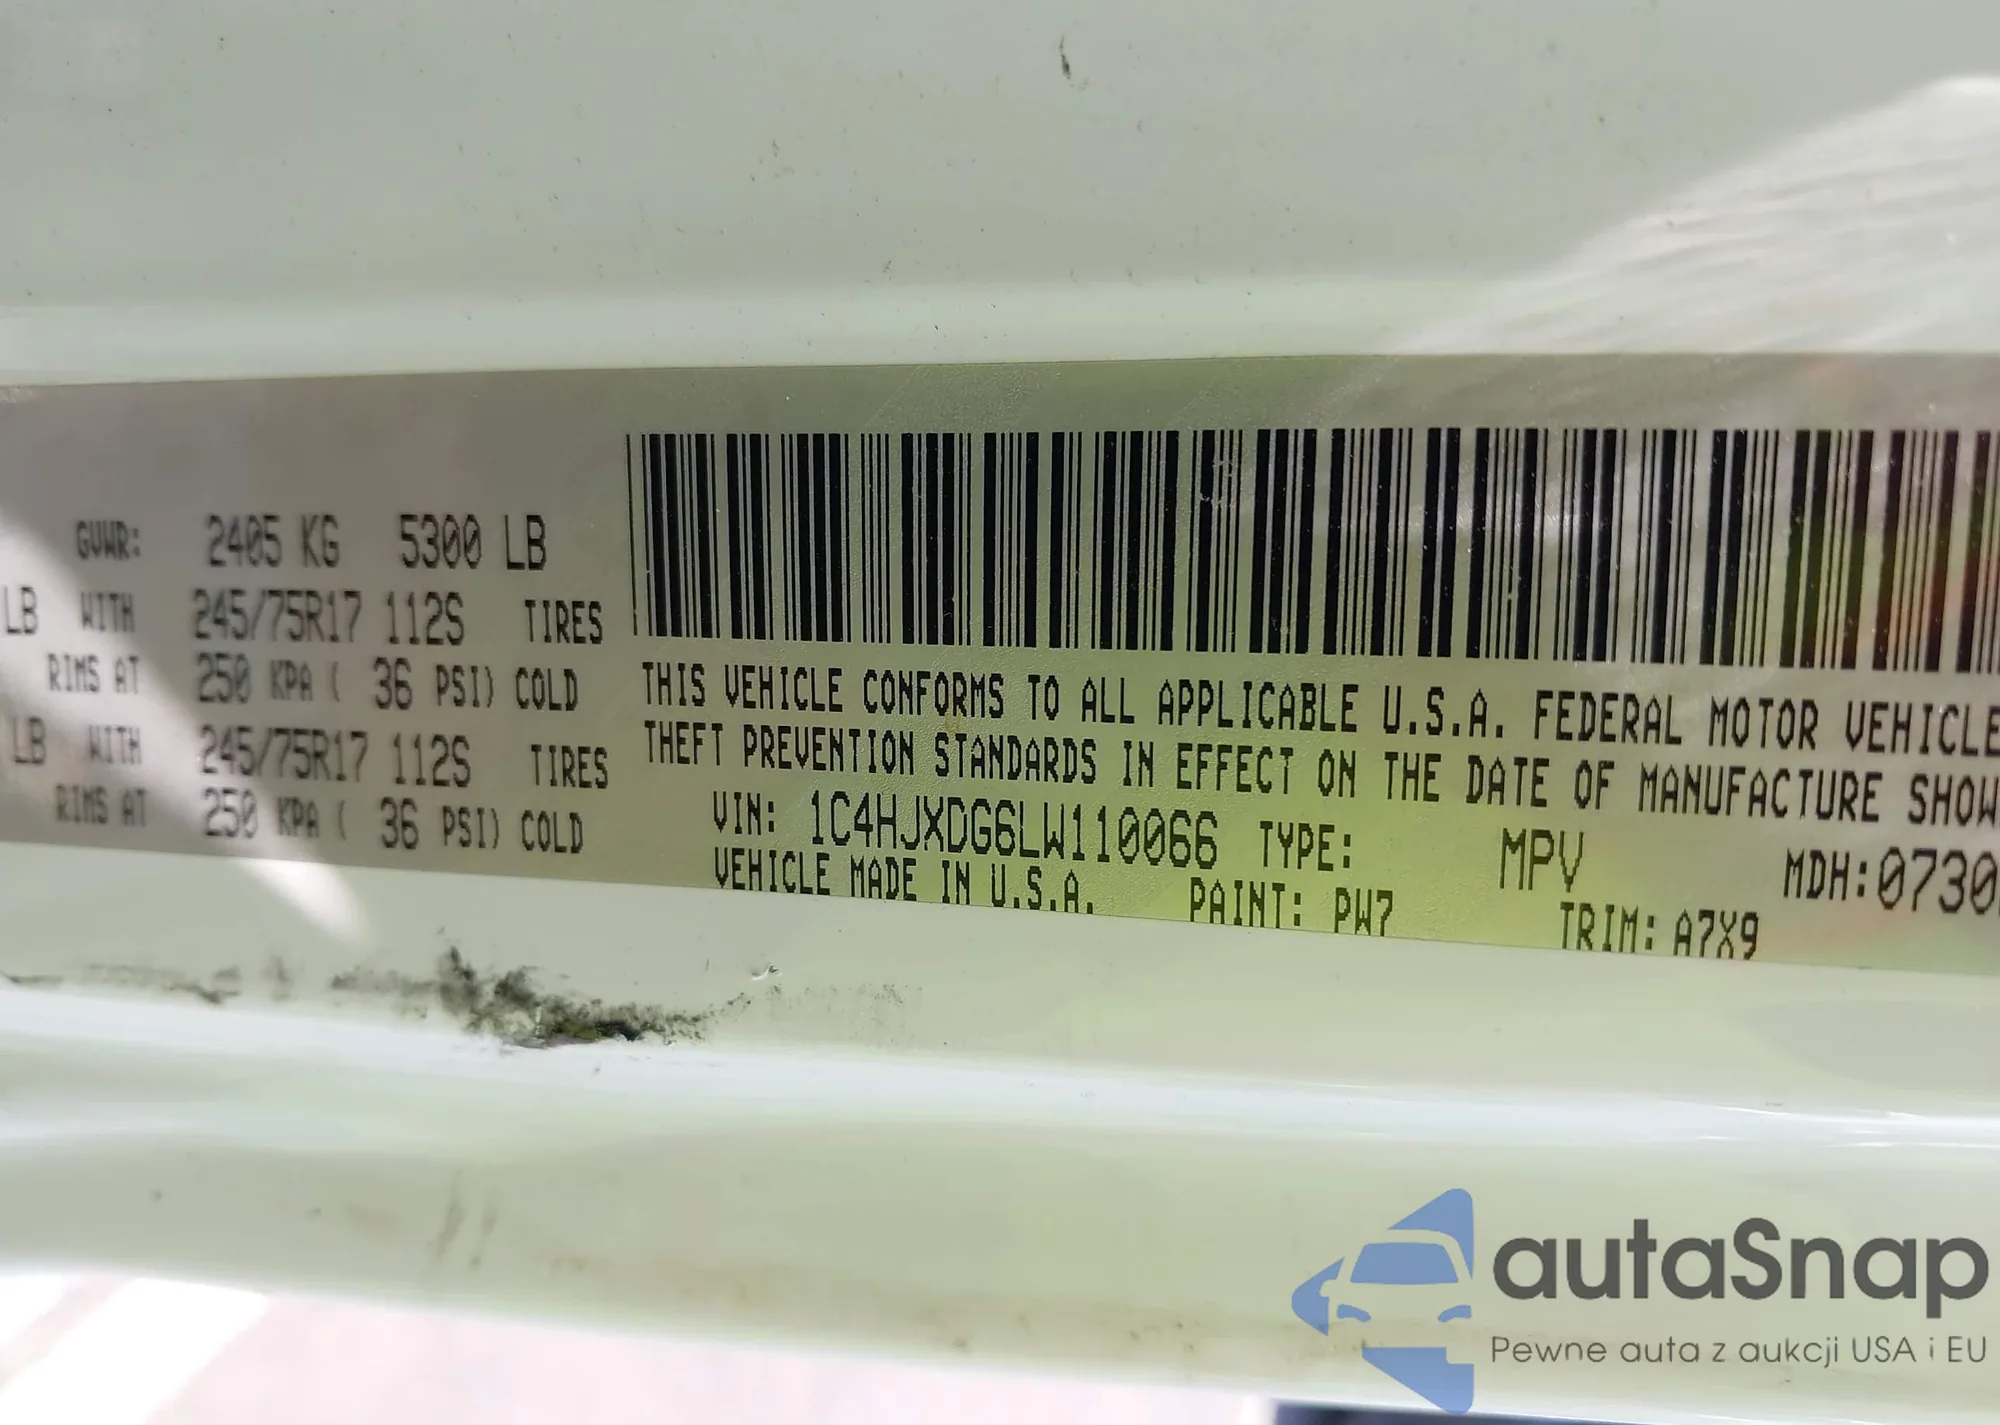 GVWR: 2405 KG 5300 LB
LB WITH 245/75R17 112S TIRES
RIMS AT 250 KPA ( 36 PSI) COLD
LB WITH 245/75R17 112S TIRES
RIMS AT 250 KPA ( 36 PSI) COLD
THIS VEHICLE CONFORMS TO ALL APPLICABLE U.S.A. FEDERAL MOTOR VEHICLE
THEFT PREVENTION STANDARDS IN EFFECT ON THE DATE OF MANUFACTURE SHOW
VIN: 1C4HJXDG6LW110066 TYPE: MPV MDH:0730
VEHICLE MADE IN U.S.A. PAINT: PW7 TRIM: A7X9
autaSnap
Pewne auta z aukcji USA i EU